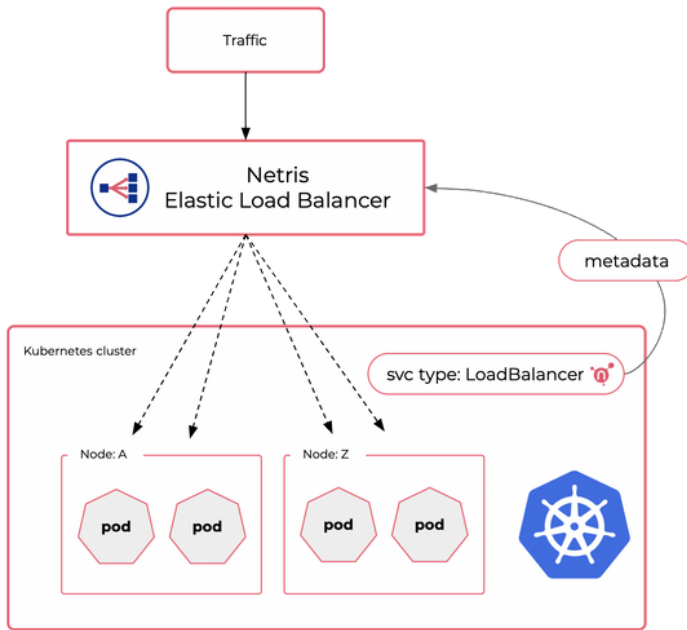 Traffic
Netris
Elastic Load Balancer
metadata
Kubernetes cluster
svc type: LoadBalancer
Node: A
Node: Z
pod
pod
pod
pod